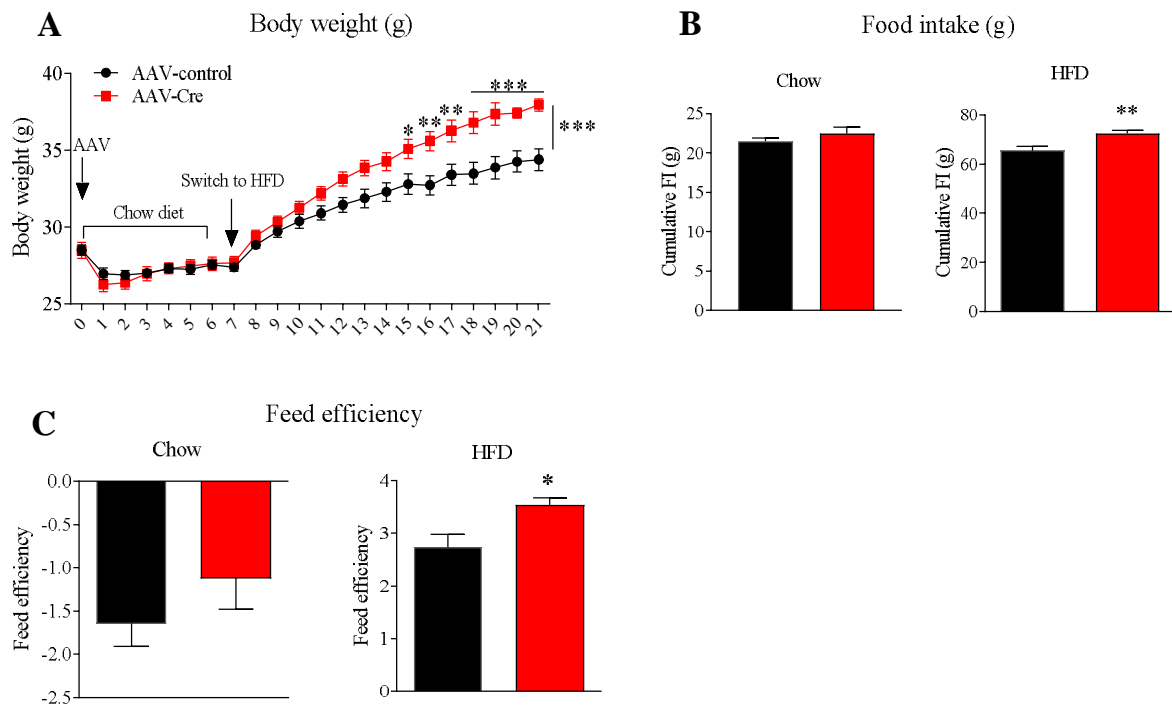 A
Body weight (g)
AAV-control
AAV-Cre
Body weight (g)
40
35
30
25
AAV
Chow diet
Switch to HFD
*
**
**
***
***
0 1 2 3 4 5 6 7 8 9 10 11 12 13 14 15 16 17 18 19 20 21
B
Food intake (g)
Chow
Cumulative FI (g)
25
20
15
10
5
0
HFD
Cumulative FI (g)
80
60
40
20
0
**
C
Feed efficiency
Chow
Feed efficiency
0.0
-0.5
-1.0
-1.5
-2.0
-2.5
HFD
Feed efficiency
4
3
2
1
0
*